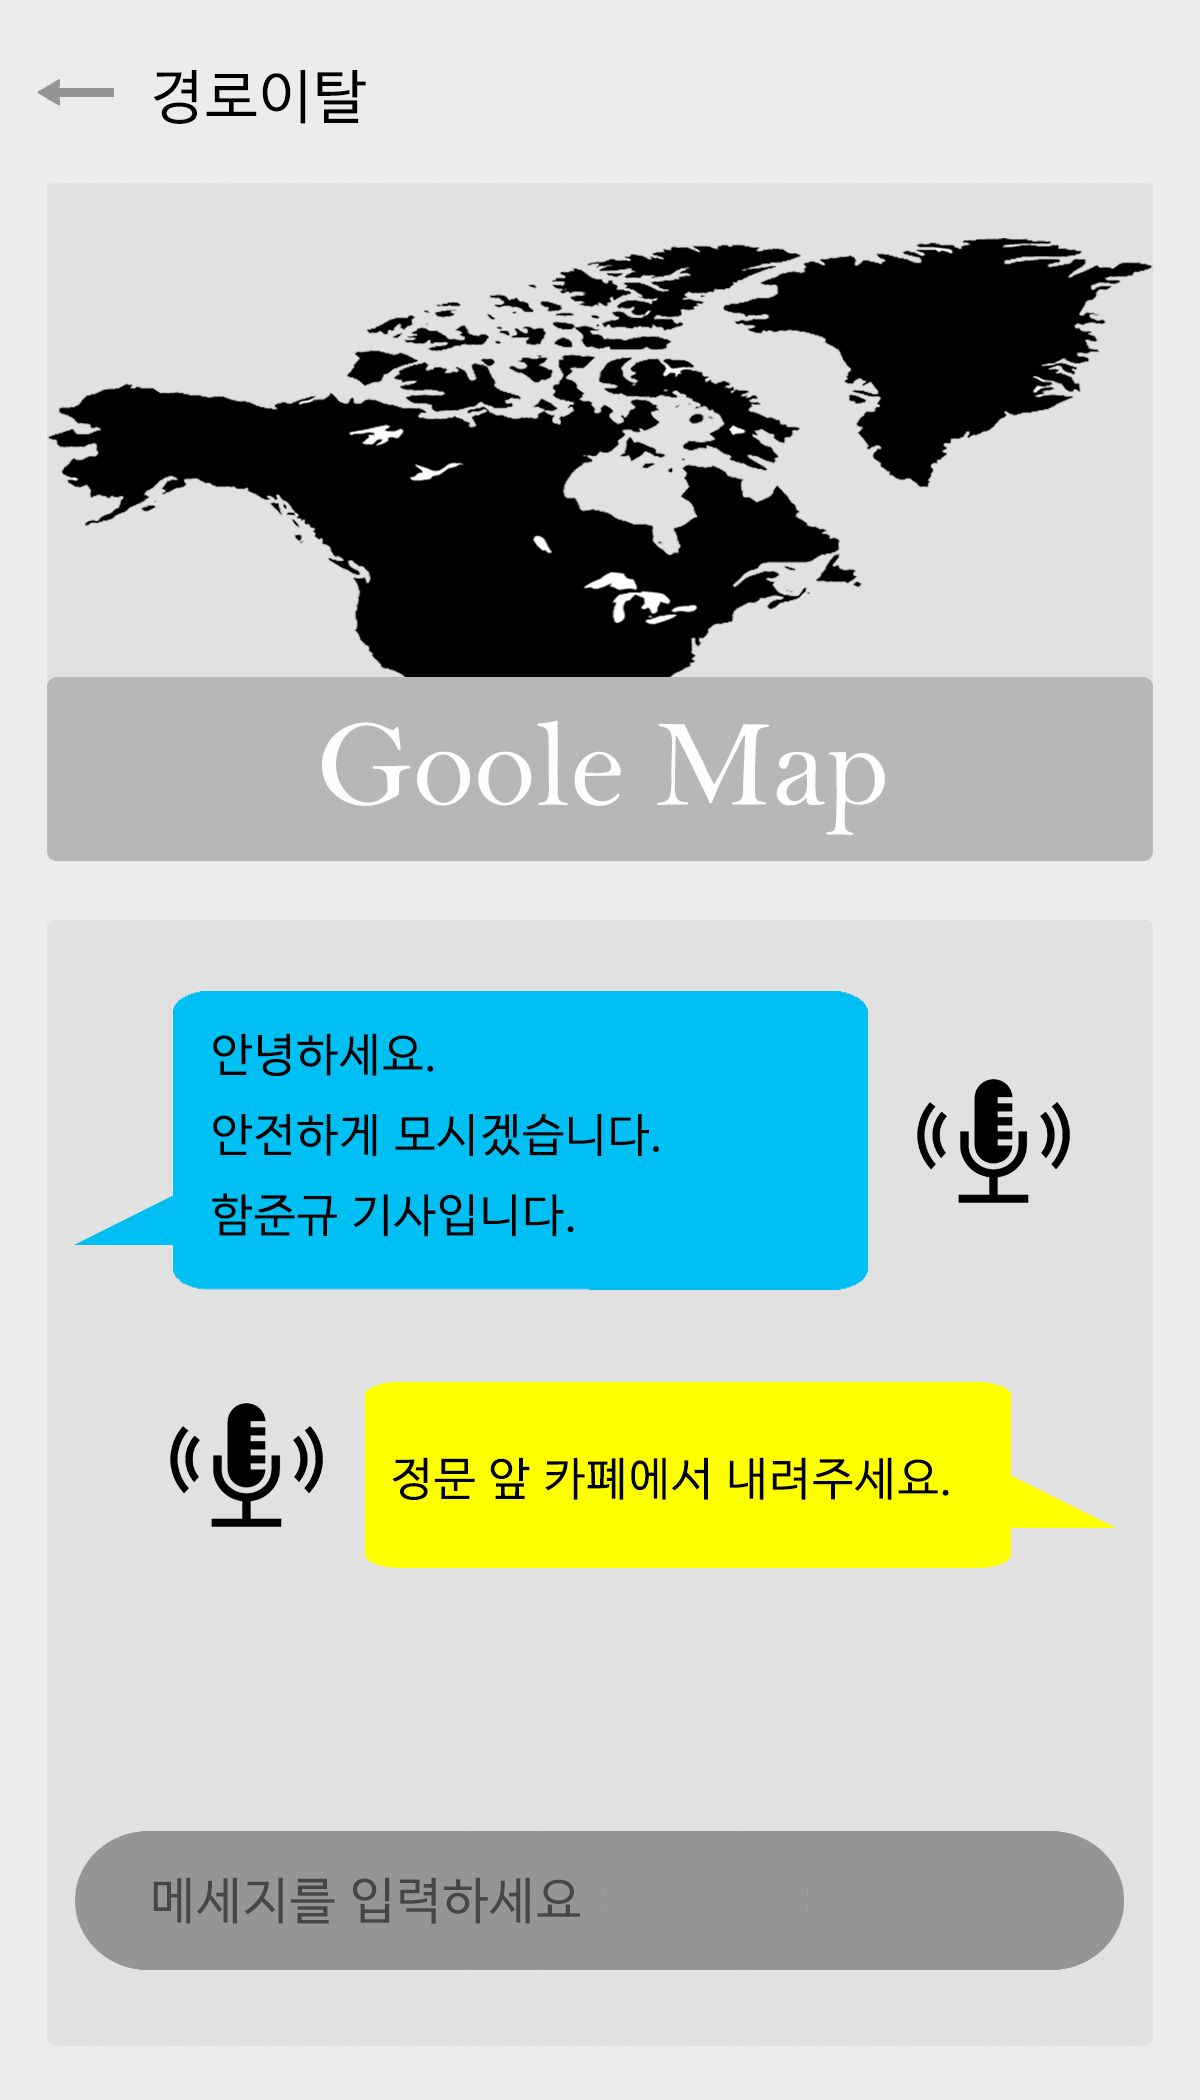 경로이탈
Goole Map
안녕하세요.
안전하게 모시겠습니다.
함준규 기사입니다.
정문 앞 카페에서 내려주세요.
메세지를 입력하세요